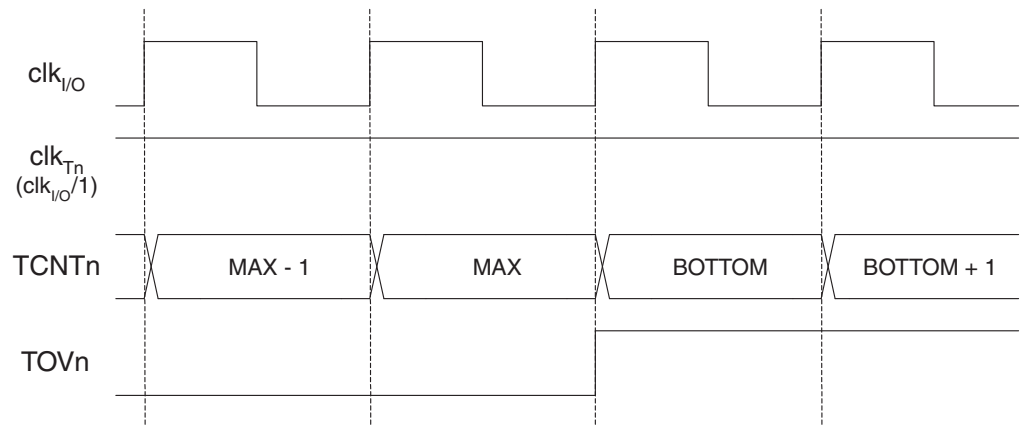 clk_I/O
clk_Tn
(clk_I/O/1)
TCNTn MAX - 1 MAX BOTTOM BOTTOM + 1
TOVn